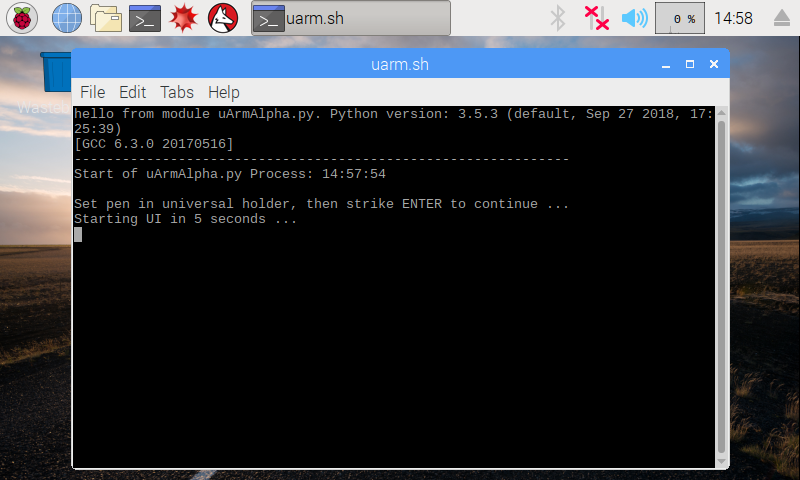 uarm.sh
0 %
14:58
uarm.sh
File Edit Tabs Help
hello from module uArmAlpha.py. Python version: 3.5.3 (default, Sep 27 2018, 17:
25:39)
[GCC 6.3.0 20170516]
------------------------------------------------------------------
Start of uArmAlpha.py Process: 14:57:54
Set pen in universal holder, then strike ENTER to continue ...
Starting UI in 5 seconds ...